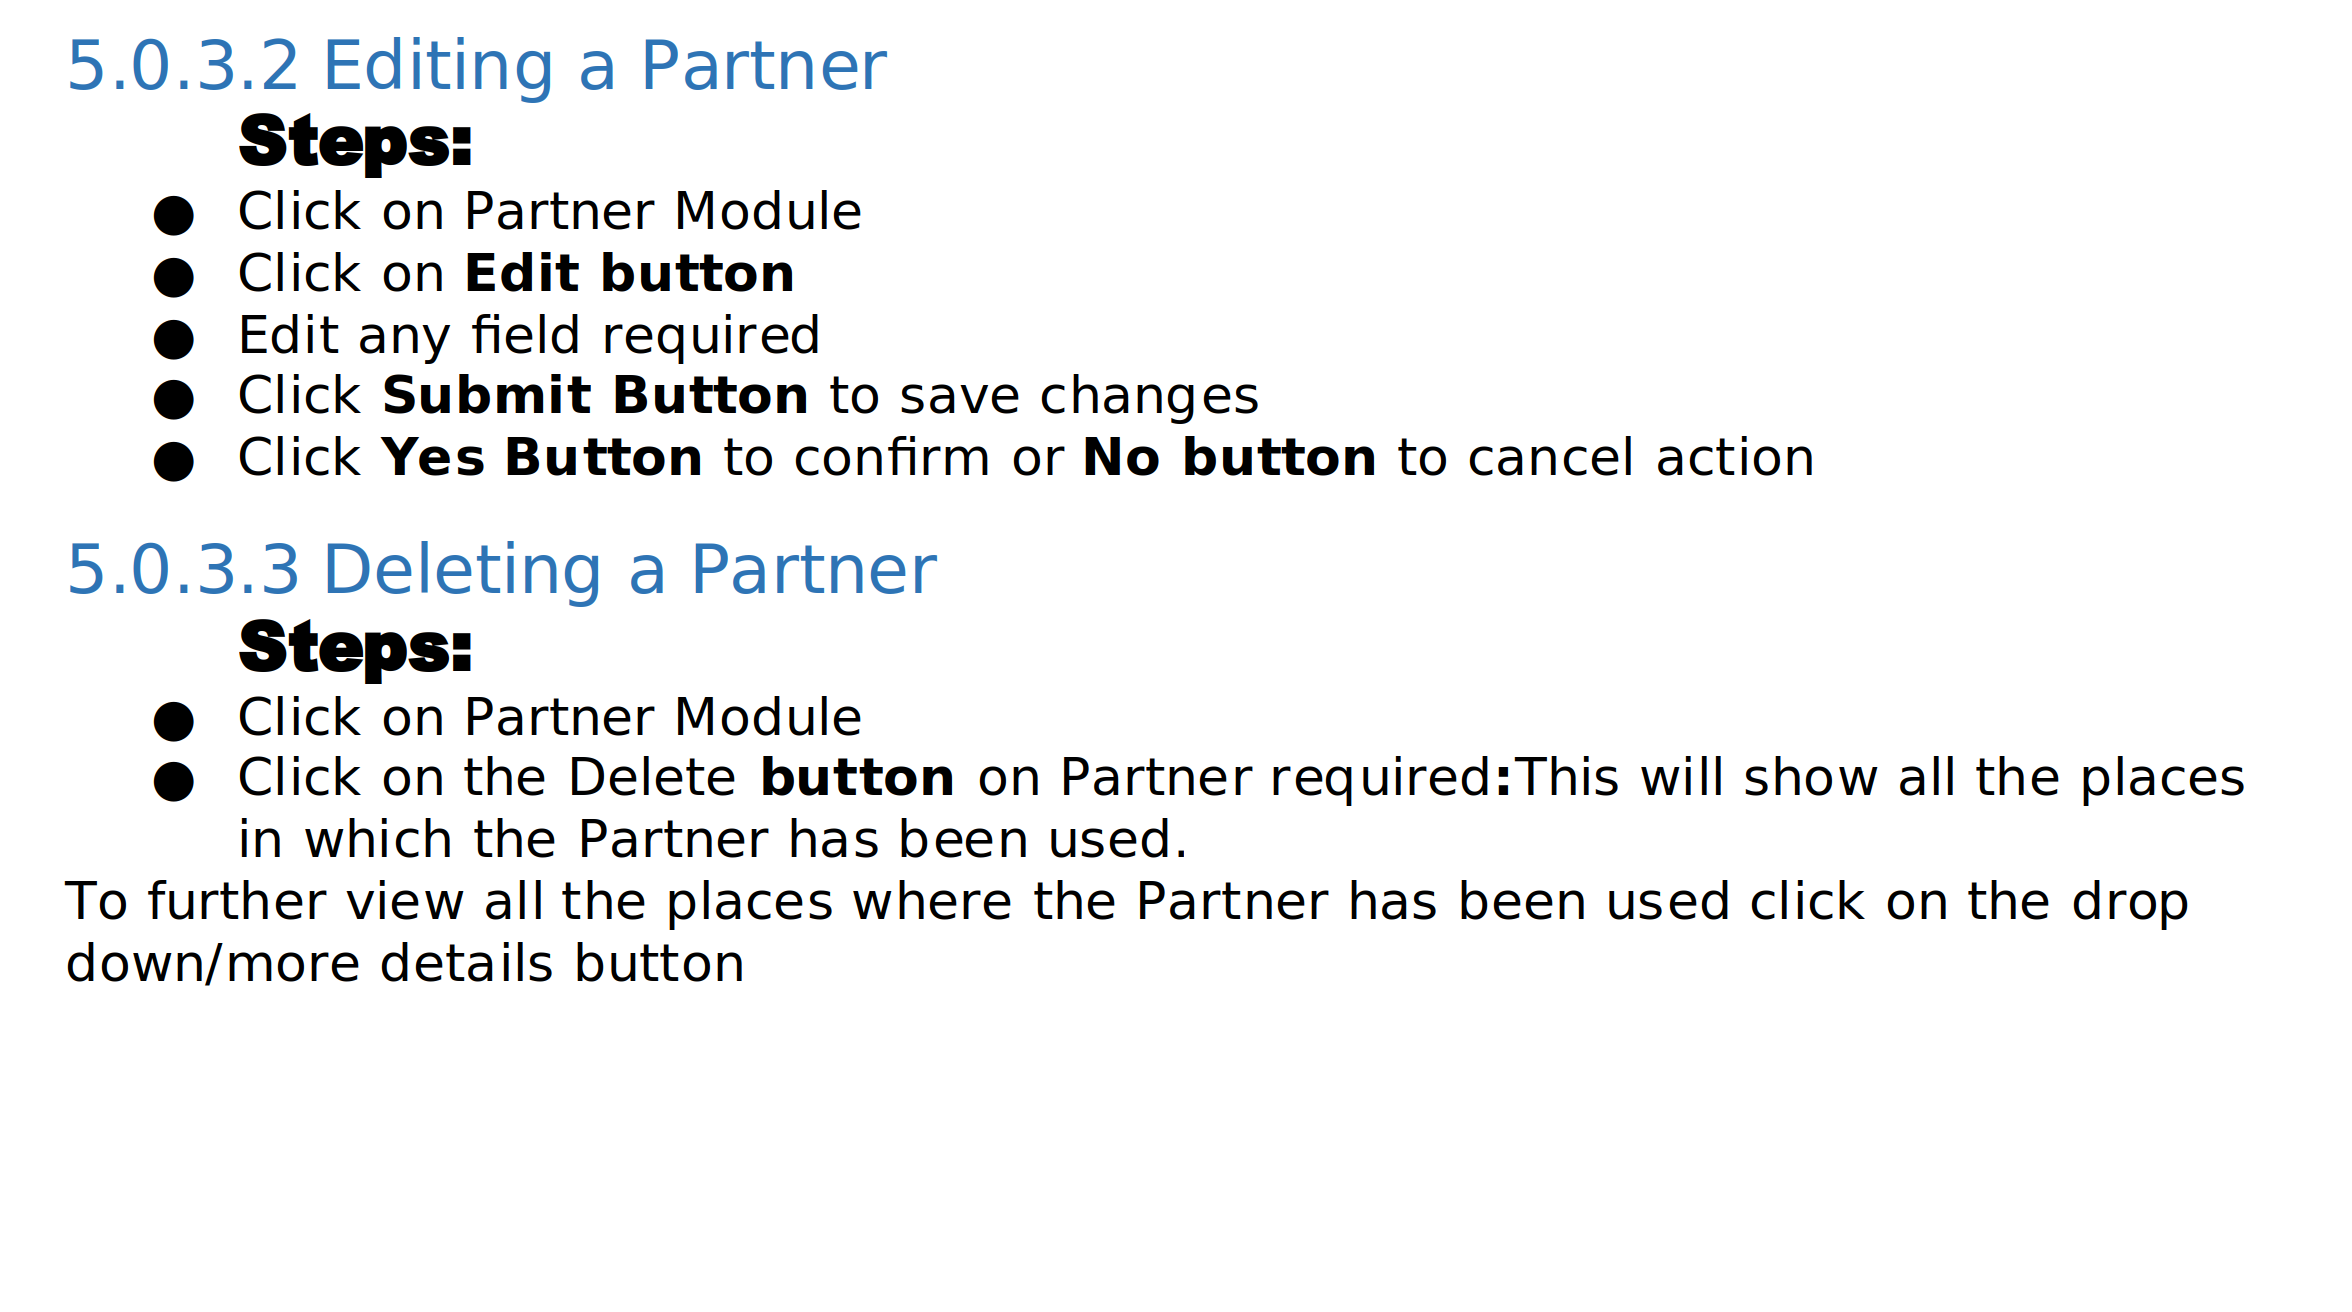 5.0.3.2 Editing a Partner
Steps:
● Click on Partner Module
● Click on Edit button
● Edit any field required
● Click Submit Button to save changes
● Click Yes Button to confirm or No button to cancel action
5.0.3.3 Deleting a Partner
Steps:
● Click on Partner Module
● Click on the Delete button on Partner required:This will show all the places
in which the Partner has been used.
To further view all the places where the Partner has been used click on the drop
down/more details button